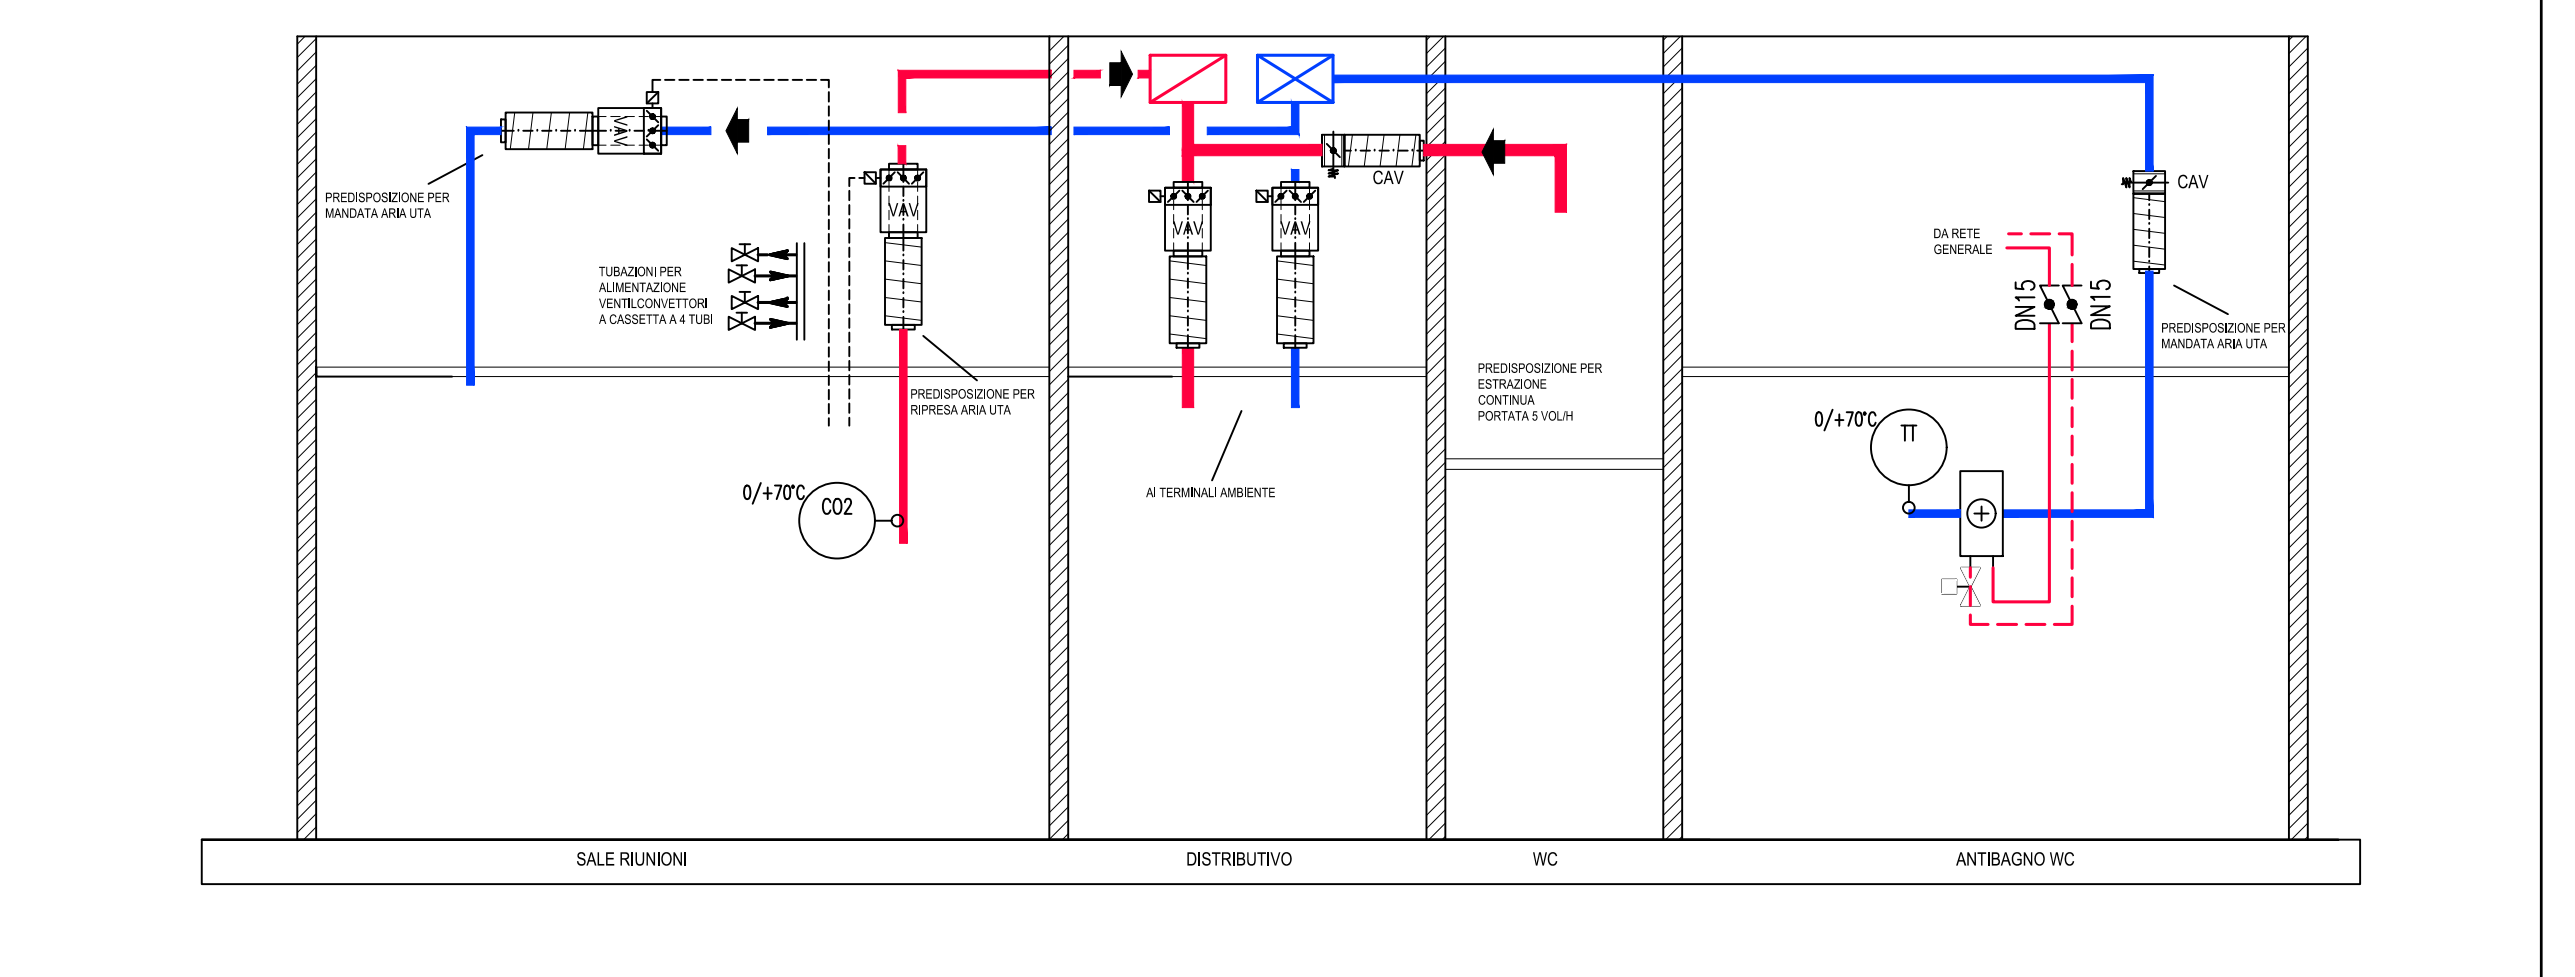 VAV
PREDISPOSIZIONE PER
MANDATA ARIA UTA
TUBAZIONI PER
ALIMENTAZIONE
VENTILCONVETTORI
A CASSETTA A 4 TUBI
VAV
PREDISPOSIZIONE PER
RIPRESA ARIA UTA
0/+70°C
CO2
VAV
VAV
CAV
AI TERMINALI AMBIENTE
PREDISPOSIZIONE PER
ESTRAZIONE
CONTINUA
PORTATA 5 VOL/H
CAV
DA RETE
GENERALE
DN15
DN15
PREDISPOSIZIONE PER
MANDATA ARIA UTA
0/+70°C
TT
SALE RIUNIONI
DISTRIBUTIVO
WC
ANTIBAGNO WC